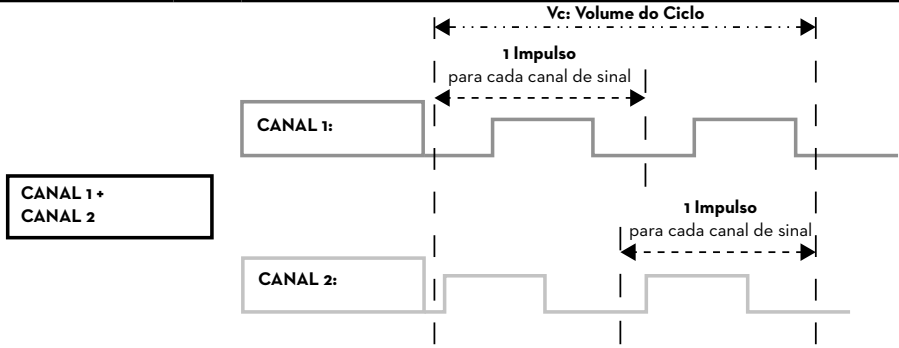 Vc: Volume do Ciclo
1 Impulso
para cada canal de sinal
CANAL 1:
CANAL 1 +
CANAL 2
1 Impulso
para cada canal de sinal
CANAL 2: